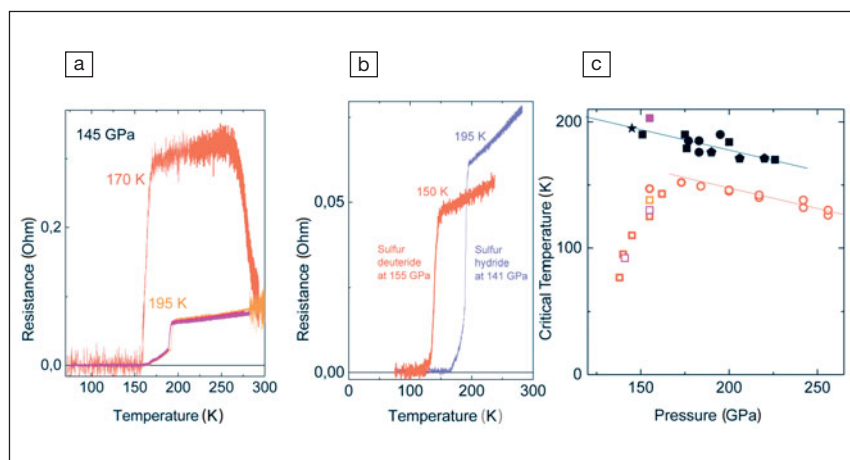 a
145 GPa
170 K
195 K
Resistance (Ohm)
0,2
0,0
100
150
200
250
300
Temperature (K)
b
195 K
150 K
Sulfur
deuteride
at 155 GPa
Sulfur
hydride
at 141 GPa
Resistance (Ohm)
0,05
0,00
0
100
200
300
Temperature (K)
c
Critical Temperature (K)
200
150
100
50
150
200
250
Pressure (GPa)